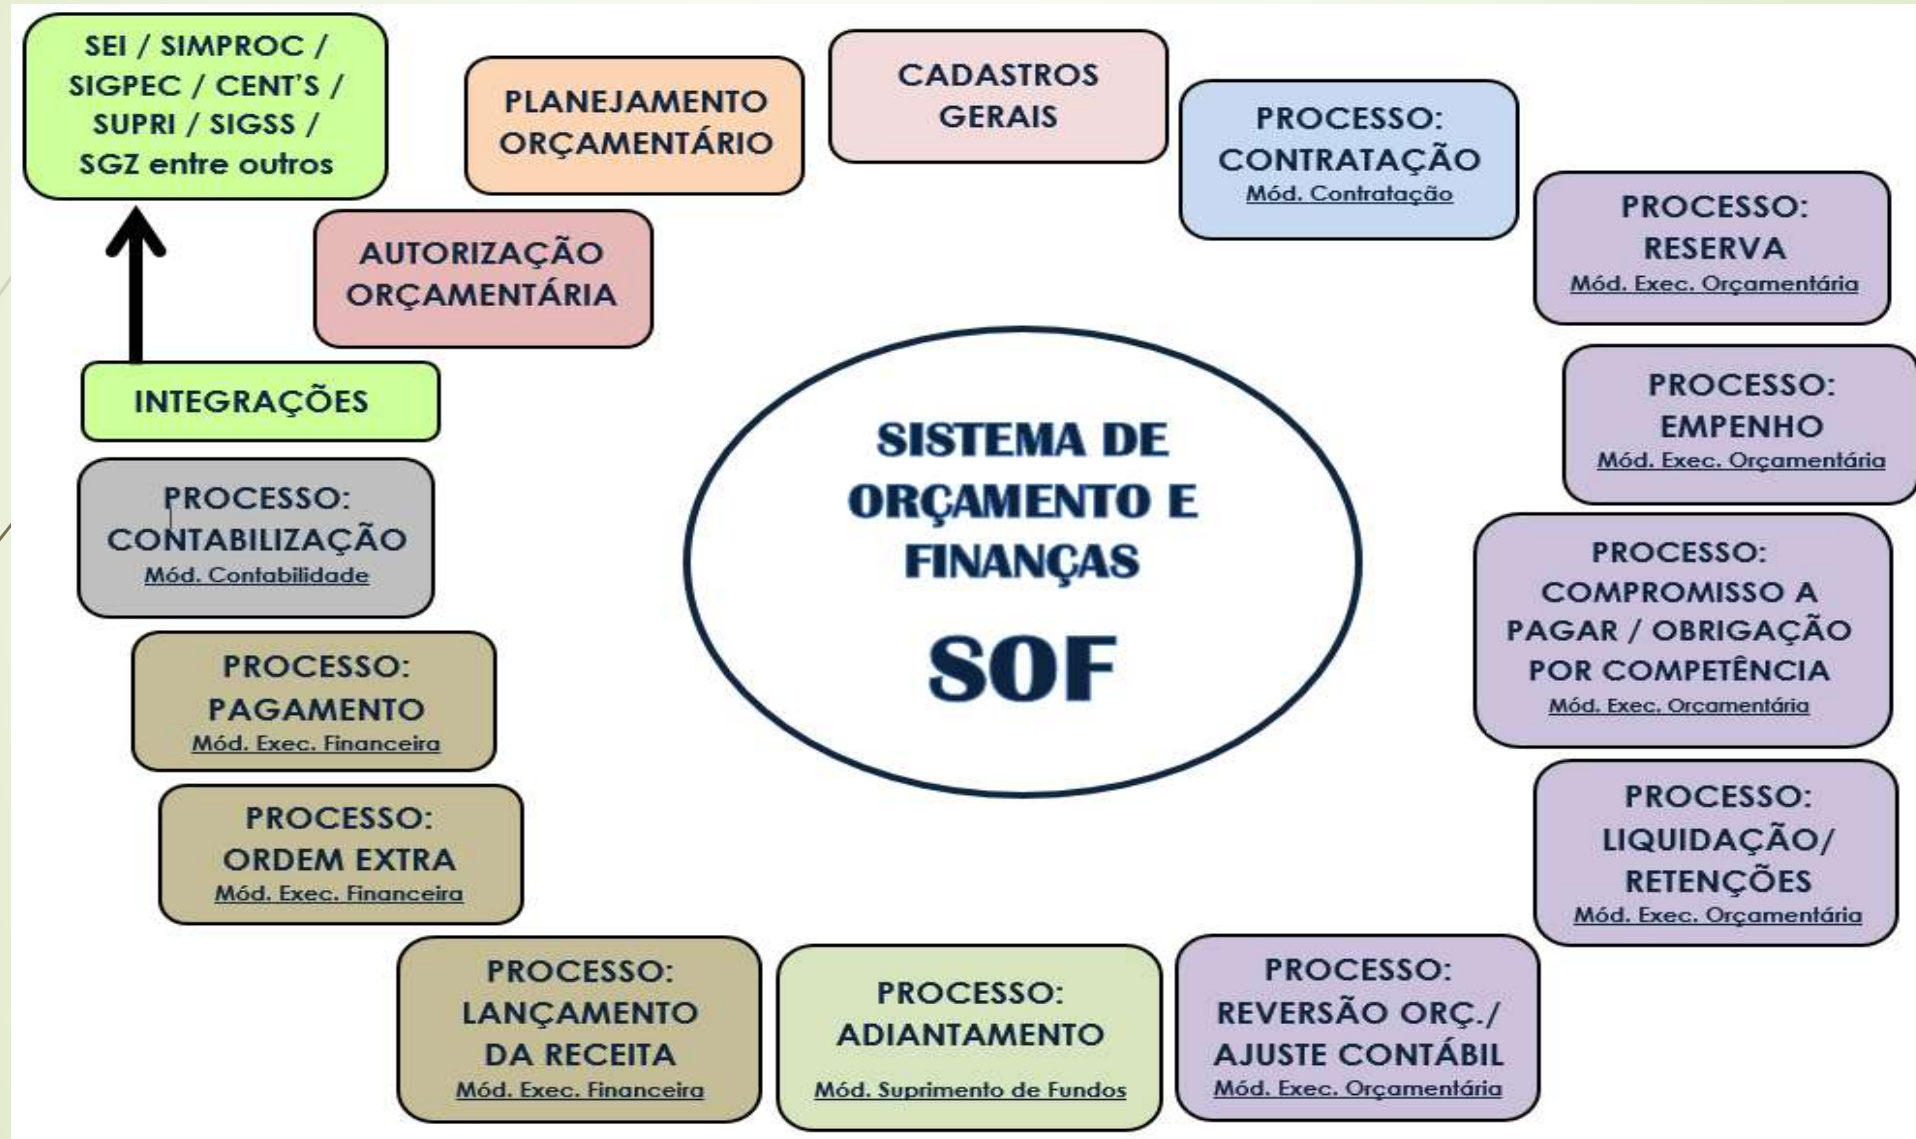 SEI / SIMPROC /
SIGPEC / CENT'S /
SUPRI / SIGSS /
SGZ entre outros
PLANEJAMENTO
ORÇAMENTÁRIO
CADASTROS
GERAIS
PROCESSO:
CONTRATAÇÃO
Mód. Contratação
PROCESSO:
RESERVA
Mód. Exec. Orçamentária
PROCESSO:
EMPENHO
Mód. Exec. Orçamentária
PROCESSO:
COMPROMISSO A
PAGAR / OBRIGAÇÃO
POR COMPETÊNCIA
Mód. Exec. Orcamentária
PROCESSO:
LIQUIDAÇÃO/
RETENÇÕES
Mód. Exec. Orçamentária
PROCESSO:
REVERSÃO ORÇ./
AJUSTE CONTÁBIL
Mód. Exec. Orçamentária
PROCESSO:
ADIANTAMENTO
Mód. Suprimento de Fundos
PROCESSO:
LANÇAMENTO
DA RECEITA
Mód. Exec. Financeira
PROCESSO:
ORDEM EXTRA
Mód. Exec. Financeira
PROCESSO:
PAGAMENTO
Mód. Exec. Financeira
PROCESSO:
CONTABILIZAÇÃO
Mód. Contabilidade
INTEGRAÇÕES
AUTORIZAÇÃO
ORÇAMENTÁRIA
SISTEMA DE
ORÇAMENTO E
FINANÇAS
SOF